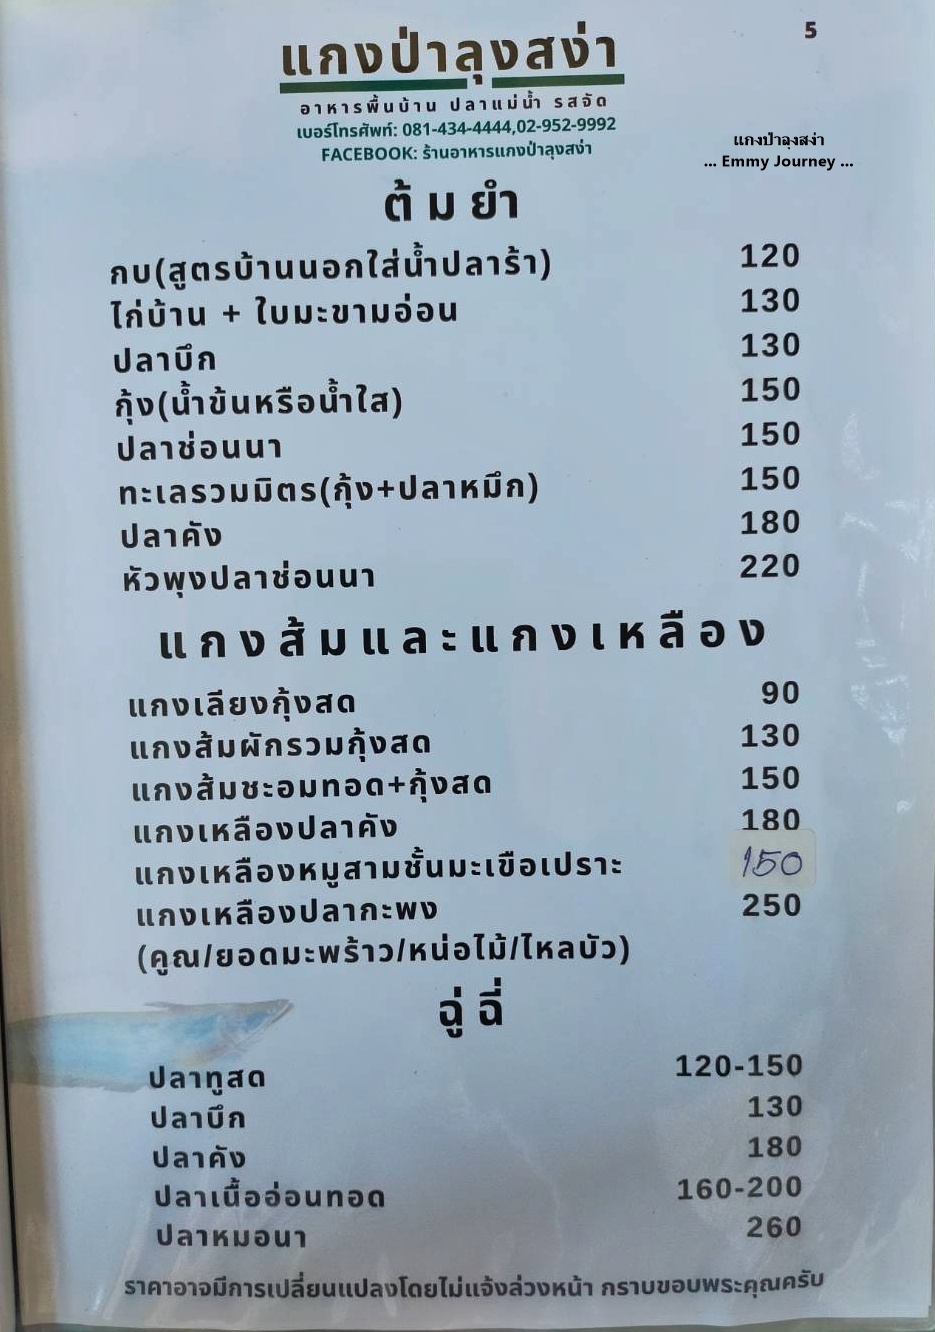 5
แกงป่าลุงสง่า
อาหารพื้นบ้าน ปลาแม่น้ำ รสจัด
เบอร์โทรศัพท์: 081-434-4444,02-952-9992
FACEBOOK: ร้านอาหารแกงป่าลุงสง่า
แกงป่าลุงสง่า
... Emmy Journey ...
ต้มยำ
กบ(สูตรบ้านนอกใส่น้ำปลาร้า) 120
ไก่บ้าน + ใบมะขามอ่อน 130
ปลาบึก 130
กุ้ง(น้ำข้นหรือน้ำใส) 150
ปลาช่อนนา 150
ทะเลรวมมิตร(กุ้ง+ปลาหมึก) 150
ปลาคัง 180
หัวพุงปลาช่อนนา 220
แกงส้มและแกงเหลือง
แกงเลียงกุ้งสด 90
แกงส้มผักรวมกุ้งสด 130
แกงส้มชะอมทอด+กุ้งสด 150
แกงเหลืองปลาคัง 180
แกงเหลืองหมูสามชั้นมะเขือเปราะ 150
แกงเหลืองปลากะพง 250
(คูณ/ยอดมะพร้าว/หน่อไม้/ไหลบัว)
ฉู่ฉี่
ปลาทูสด 120-150
ปลาบึก 130
ปลาคัง 180
ปลาเนื้ออ่อนทอด 160-200
ปลาหมอนา 260
ราคาอาจมีการเปลี่ยนแปลงโดยไม่แจ้งล่วงหน้า กราบขอบพระคุณครับ